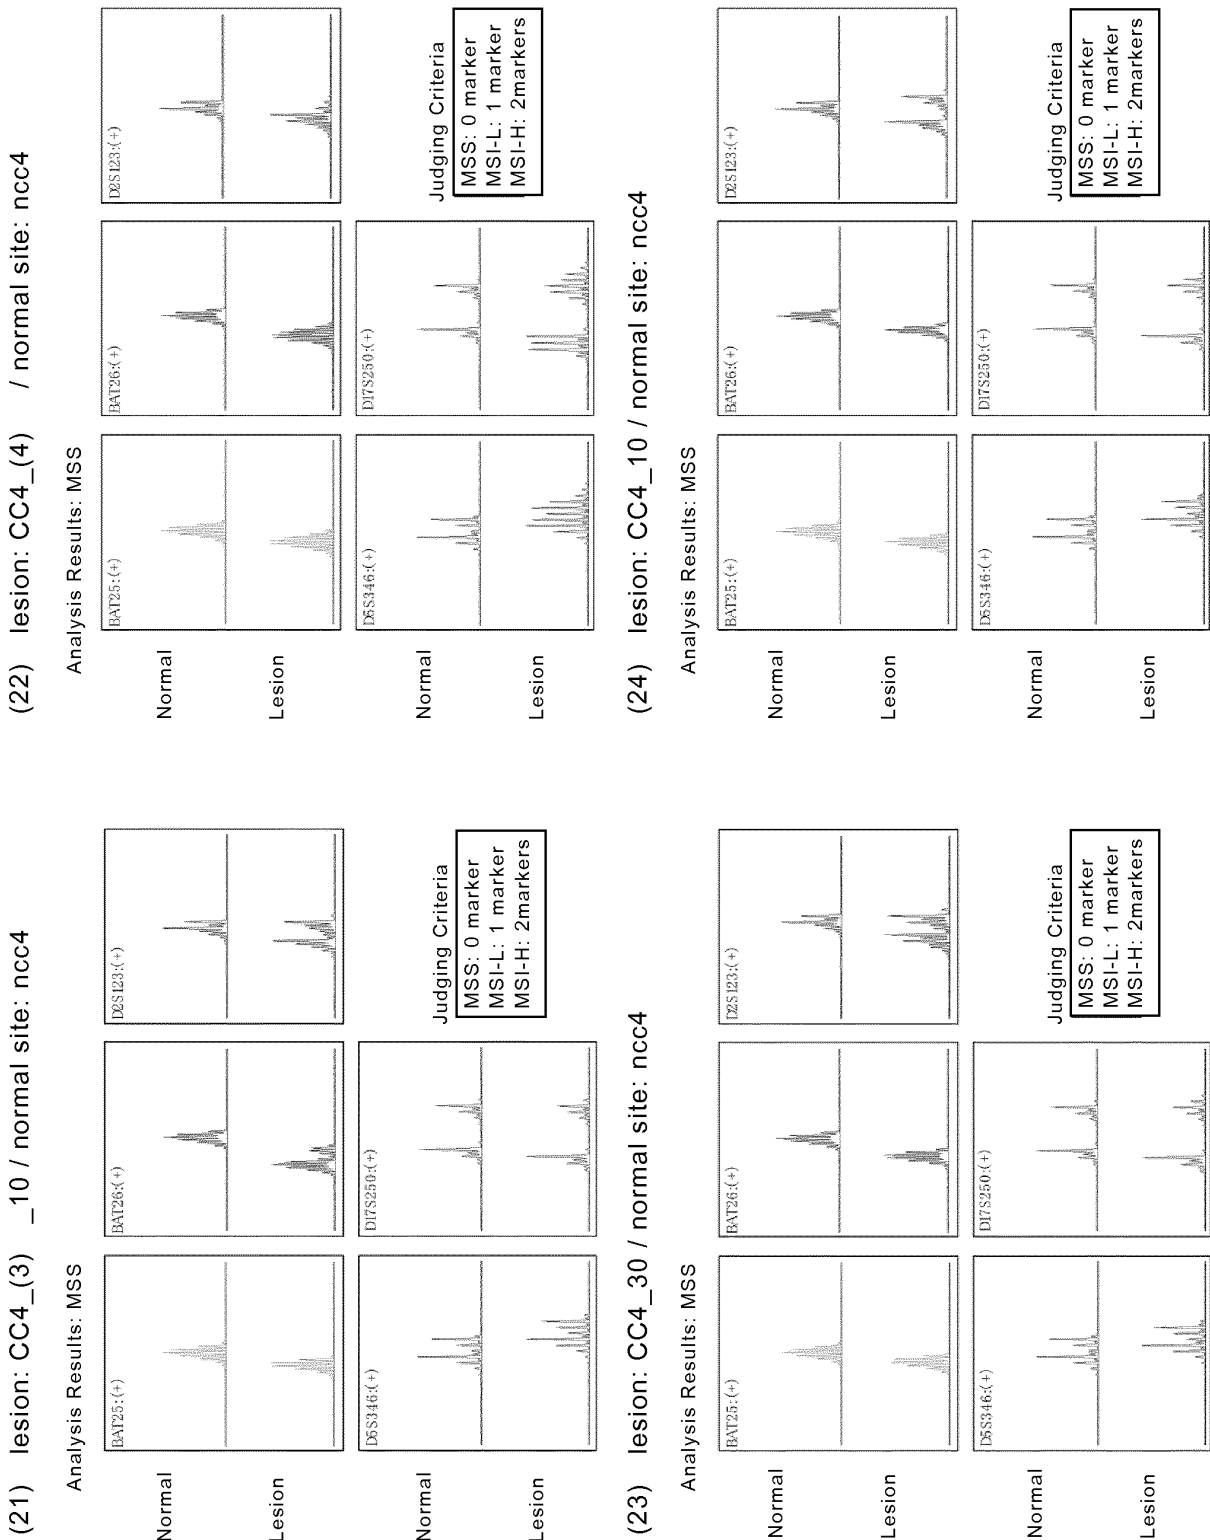 (21) lesion: CC4_(3) _10 / normal site: ncc4
Analysis Results: MSS
Normal
Lesion
BAT25:(+)
BAT26:(+)
D2S123:(+)
Normal
Lesion
D5S346:(+)
D17S250:(+)
Judging Criteria
MSS: 0 marker
MSI-L: 1 marker
MSI-H: 2markers
(22) lesion: CC4_(4) / normal site: ncc4
Analysis Results: MSS
Normal
Lesion
BAT25:(+)
BAT26:(+)
D2S123:(+)
Normal
Lesion
D5S346:(+)
D17S250:(+)
Judging Criteria
MSS: 0 marker
MSI-L: 1 marker
MSI-H: 2markers
(23) lesion: CC4_30 / normal site: ncc4
Analysis Results: MSS
Normal
Lesion
BAT25:(+)
BAT26:(+)
D2S123:(+)
Normal
Lesion
D5S346:(+)
D17S250:(+)
Judging Criteria
MSS: 0 marker
MSI-L: 1 marker
MSI-H: 2markers
(24) lesion: CC4_10 / normal site: ncc4
Analysis Results: MSS
Normal
Lesion
BAT25:(+)
BAT26:(+)
D2S123:(+)
Normal
Lesion
D5S346:(+)
D17S250:(+)
Judging Criteria
MSS: 0 marker
MSI-L: 1 marker
MSI-H: 2markers